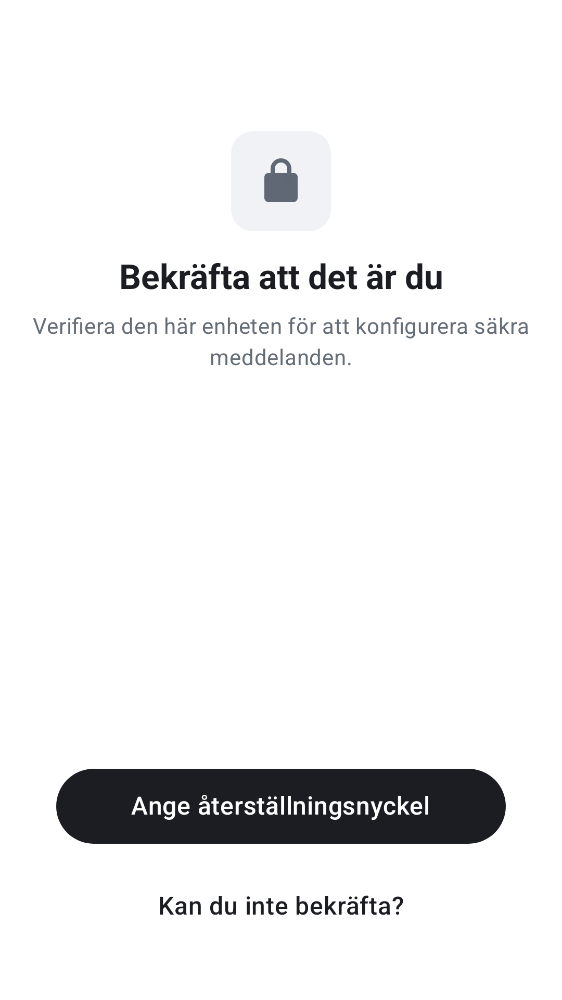 Bekräfta att det är du
Verifiera den här enheten för att konfigurera säkra
meddelanden.
Ange återställningsnyckel
Kan du inte bekräfta?